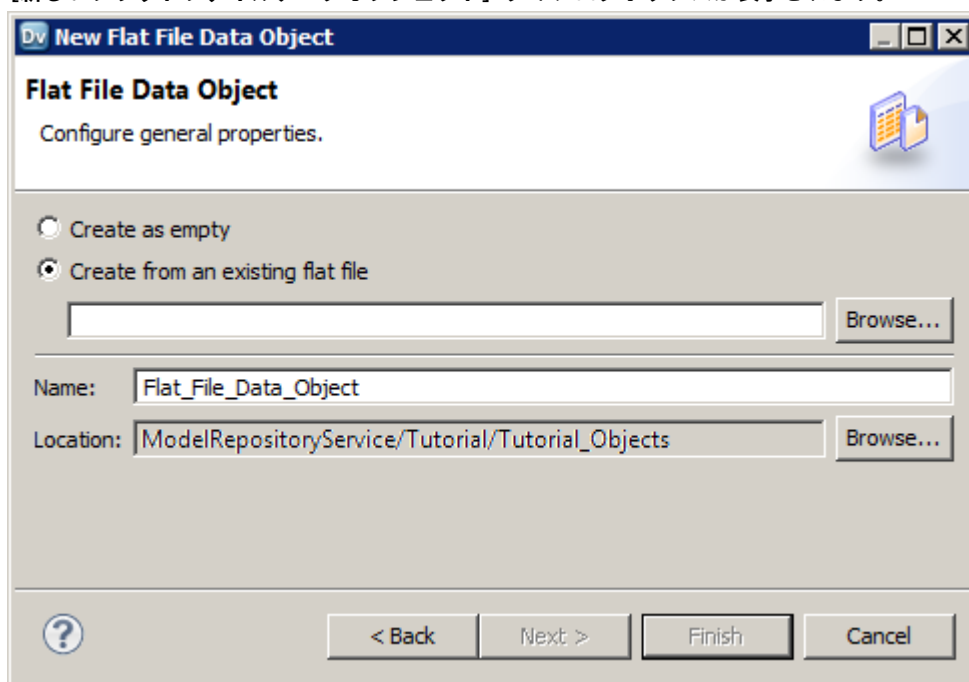 Dv New Flat File Data Object
Flat File Data Object
Configure general properties.
Create as empty
Create from an existing flat file
Browse...
Name: Flat_File_Data_Object
Location: ModelRepositoryService/Tutorial/Tutorial_Objects Browse...
? < Back Next > Finish Cancel